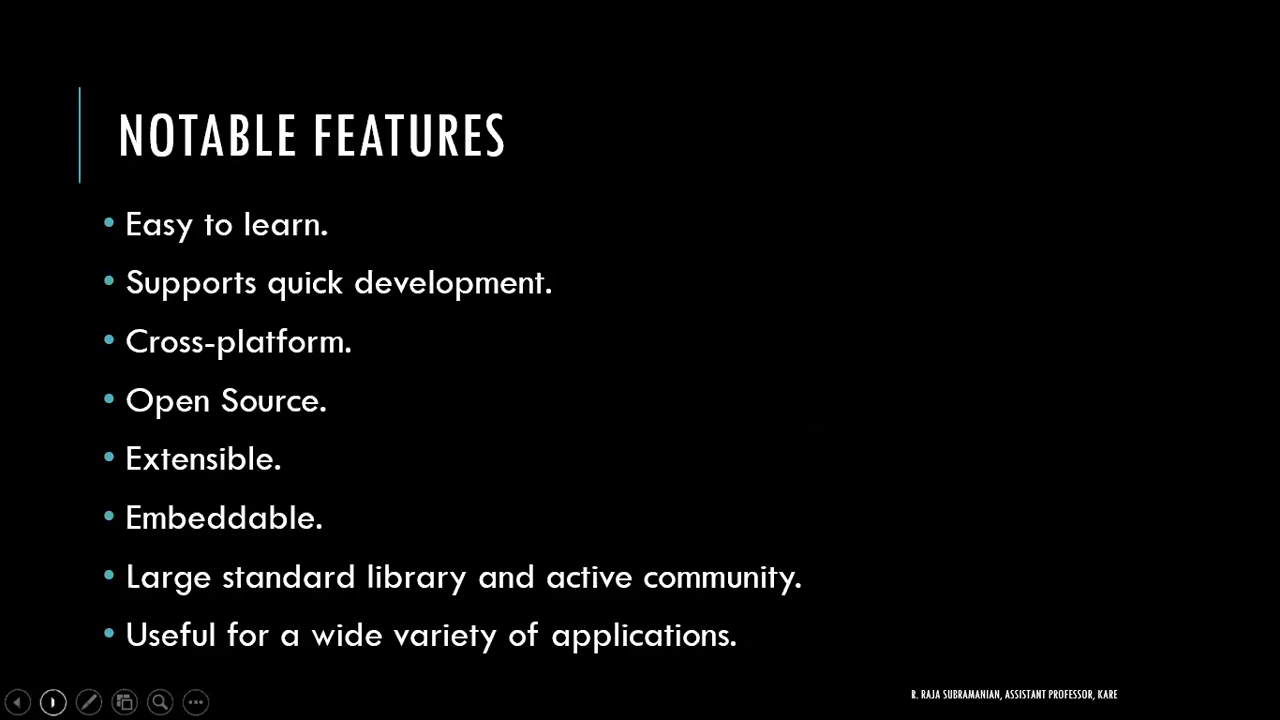 NOTABLE FEATURES
• Easy to learn.
• Supports quick development.
• Cross-platform.
• Open Source.
• Extensible.
• Embeddable.
• Large standard library and active community.
• Useful for a wide variety of applications.
R. RAJA SUBRAMANIAN, ASSISTANT PROFESSOR, KARE